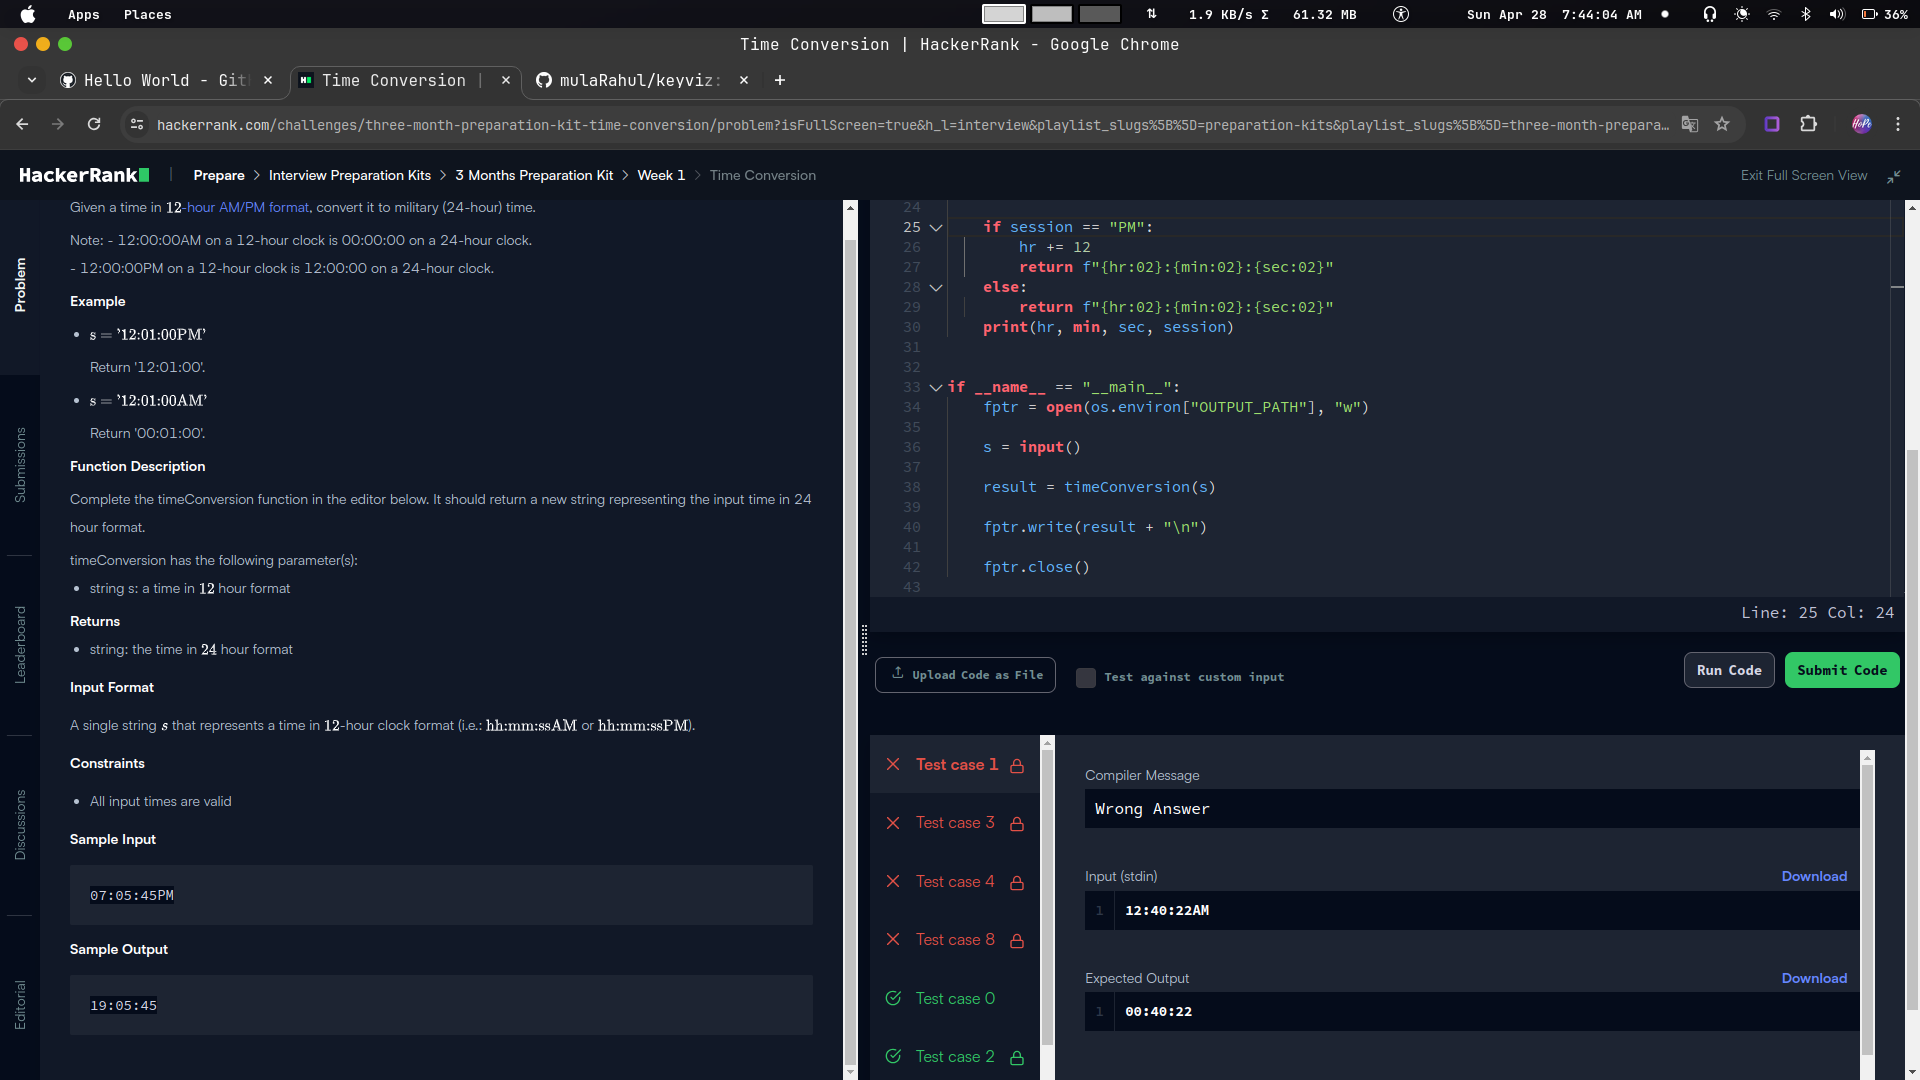 Apps Places
1.9 KB/s Σ 61.32 MB Sun Apr 28 7:44:04 AM 36%
Time Conversion | HackerRank - Google Chrome
Hello World - Git Time Conversion | mulaRahul/keyviz:
hackerrank.com/challenges/three-month-preparation-kit-time-conversion/problem?isFullScreen=true&h_l=interview&playlist_slugs%5B%5D=preparation-kits&playlist_slugs%5B%5D=three-month-prepara...
HackerRank | Prepare > Interview Preparation Kits > 3 Months Preparation Kit > Week 1 > Time Conversion Exit Full Screen View
Problem
Submissions
Leaderboard
Discussions
Editorial
Given a time in 12-hour AM/PM format, convert it to military (24-hour) time.
Note: - 12:00:00AM on a 12-hour clock is 00:00:00 on a 24-hour clock.
- 12:00:00PM on a 12-hour clock is 12:00:00 on a 24-hour clock.
Example
• s = '12:01:00PM'
Return '12:01:00'.
• s = '12:01:00AM'
Return '00:01:00'.
Function Description
Complete the timeConversion function in the editor below. It should return a new string representing the input time in 24
hour format.
timeConversion has the following parameter(s):
• string s: a time in 12 hour format
Returns
• string: the time in 24 hour format
Input Format
A single string s that represents a time in 12-hour clock format (i.e.: hh:mm:ssAM or hh:mm:ssPM).
Constraints
• All input times are valid
Sample Input
07:05:45PM
Sample Output
19:05:45
24
25 if session == "PM":
26 hr += 12
27 return f"{hr:02}:{min:02}:{sec:02}"
28 else:
29 return f"{hr:02}:{min:02}:{sec:02}"
30 print(hr, min, sec, session)
31
32
33 if __name__ == "__main__":
34 fptr = open(os.environ["OUTPUT_PATH"], "w")
35
36 s = input()
37
38 result = timeConversion(s)
39
40 fptr.write(result + "\n")
41
42 fptr.close()
43
Line: 25 Col: 24
Upload Code as File Test against custom input Run Code Submit Code
Test case 1
Test case 3
Test case 4
Test case 8
Test case 0
Test case 2
Compiler Message
Wrong Answer
Input (stdin) Download
1 12:40:22AM
Expected Output Download
1 00:40:22